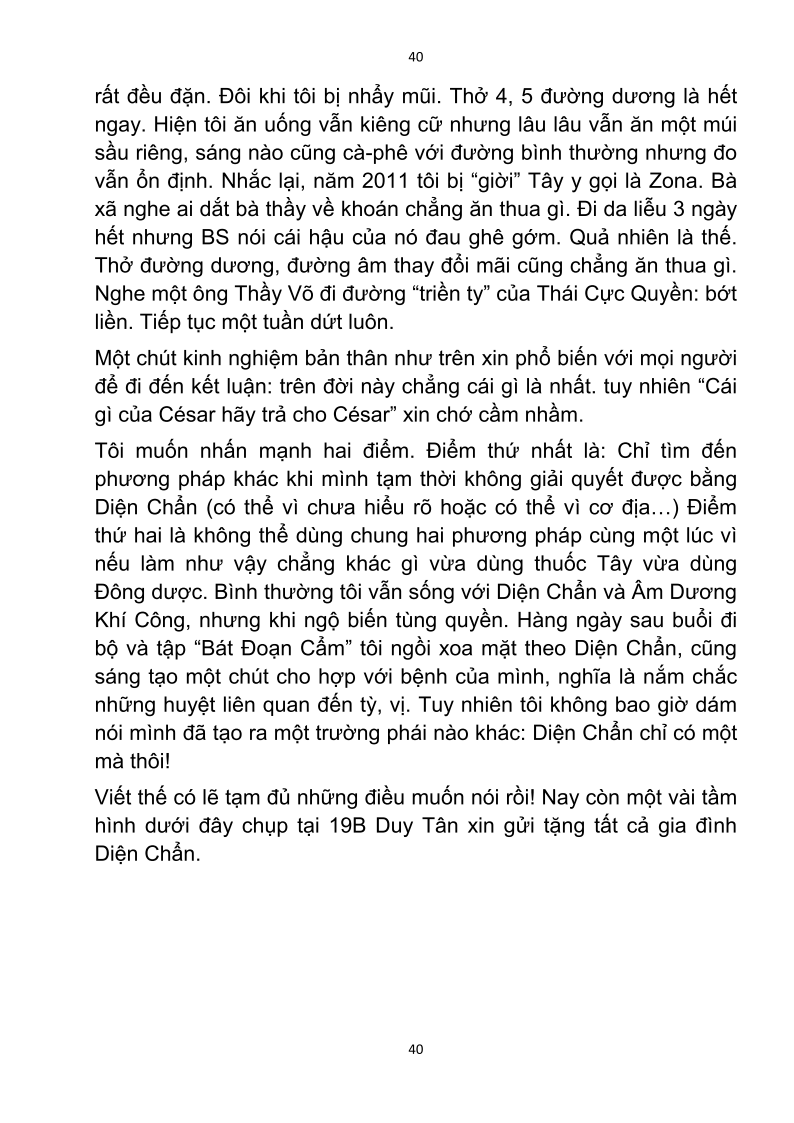 40
rất đều đặn. Đôi khi tôi bị nhẩy mũi. Thở 4, 5 đường dương là hết
ngay. Hiện tôi ăn uống vẫn kiêng cữ nhưng lâu lâu vẫn ăn một múi
sầu riêng, sáng nào cũng cà-phê với đường bình thường nhưng đo
vẫn ổn định. Nhắc lại, năm 2011 tôi bị “giời” Tây y gọi là Zona. Bà
xã nghe ai dắt bà thầy về khoán chẳng ăn thua gì. Đi da liễu 3 ngày
hết nhưng BS nói cái hậu của nó đau ghê gớm. Quả nhiên là thế.
Thở đường dương, đường âm thay đổi mãi cũng chẳng ăn thua gì.
Nghe một ông Thầy Võ đi đường “triền ty” của Thái Cực Quyền: bớt
liền. Tiếp tục một tuần dứt luôn.
Một chút kinh nghiệm bản thân như trên xin phổ biến với mọi người
để đi đến kết luận: trên đời này chẳng cái gì là nhất. tuy nhiên “Cái
gì của César hãy trả cho César” xin chớ cầm nhầm.
Tôi muốn nhấn mạnh hai điểm. Điểm thứ nhất là: Chỉ tìm đến
phương pháp khác khi mình tạm thời không giải quyết được bằng
Diện Chẩn (có thể vì chưa hiểu rõ hoặc có thể vì cơ địa…) Điểm
thứ hai là không thể dùng chung hai phương pháp cùng một lúc vì
nếu làm như vậy chẳng khác gì vừa dùng thuốc Tây vừa dùng
Đông dược. Bình thường tôi vẫn sống với Diện Chẩn và Âm Dương
Khí Công, nhưng khi ngộ biến tùng quyền. Hàng ngày sau buổi đi
bộ và tập “Bát Đoạn Cẩm” tôi ngồi xoa mặt theo Diện Chẩn, cũng
sáng tạo một chút cho hợp với bệnh của mình, nghĩa là nắm chắc
những huyệt liên quan đến tỳ, vị. Tuy nhiên tôi không bao giờ dám
nói mình đã tạo ra một trường phái nào khác: Diện Chẩn chỉ có một
mà thôi!
Viết thế có lẽ tạm đủ những điều muốn nói rồi! Nay còn một vài tầm
hình dưới đây chụp tại 19B Duy Tân xin gửi tặng tất cả gia đình
Diện Chẩn.
40